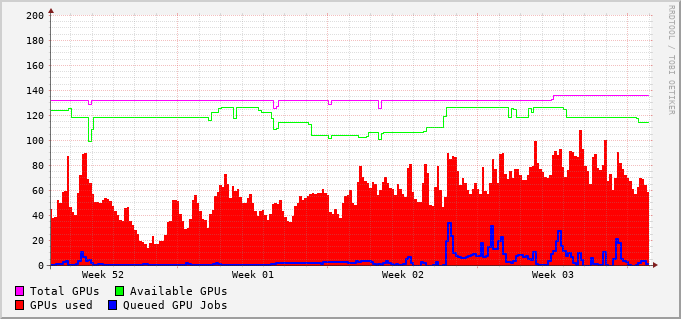 200
180
160
140
120
100
80
60
40
20
0
Week 52 Week 01 Week 02 Week 03
Total GPUs Available GPUs
GPUs used Queued GPU Jobs
RRDTOOL / TOBI OETIKER